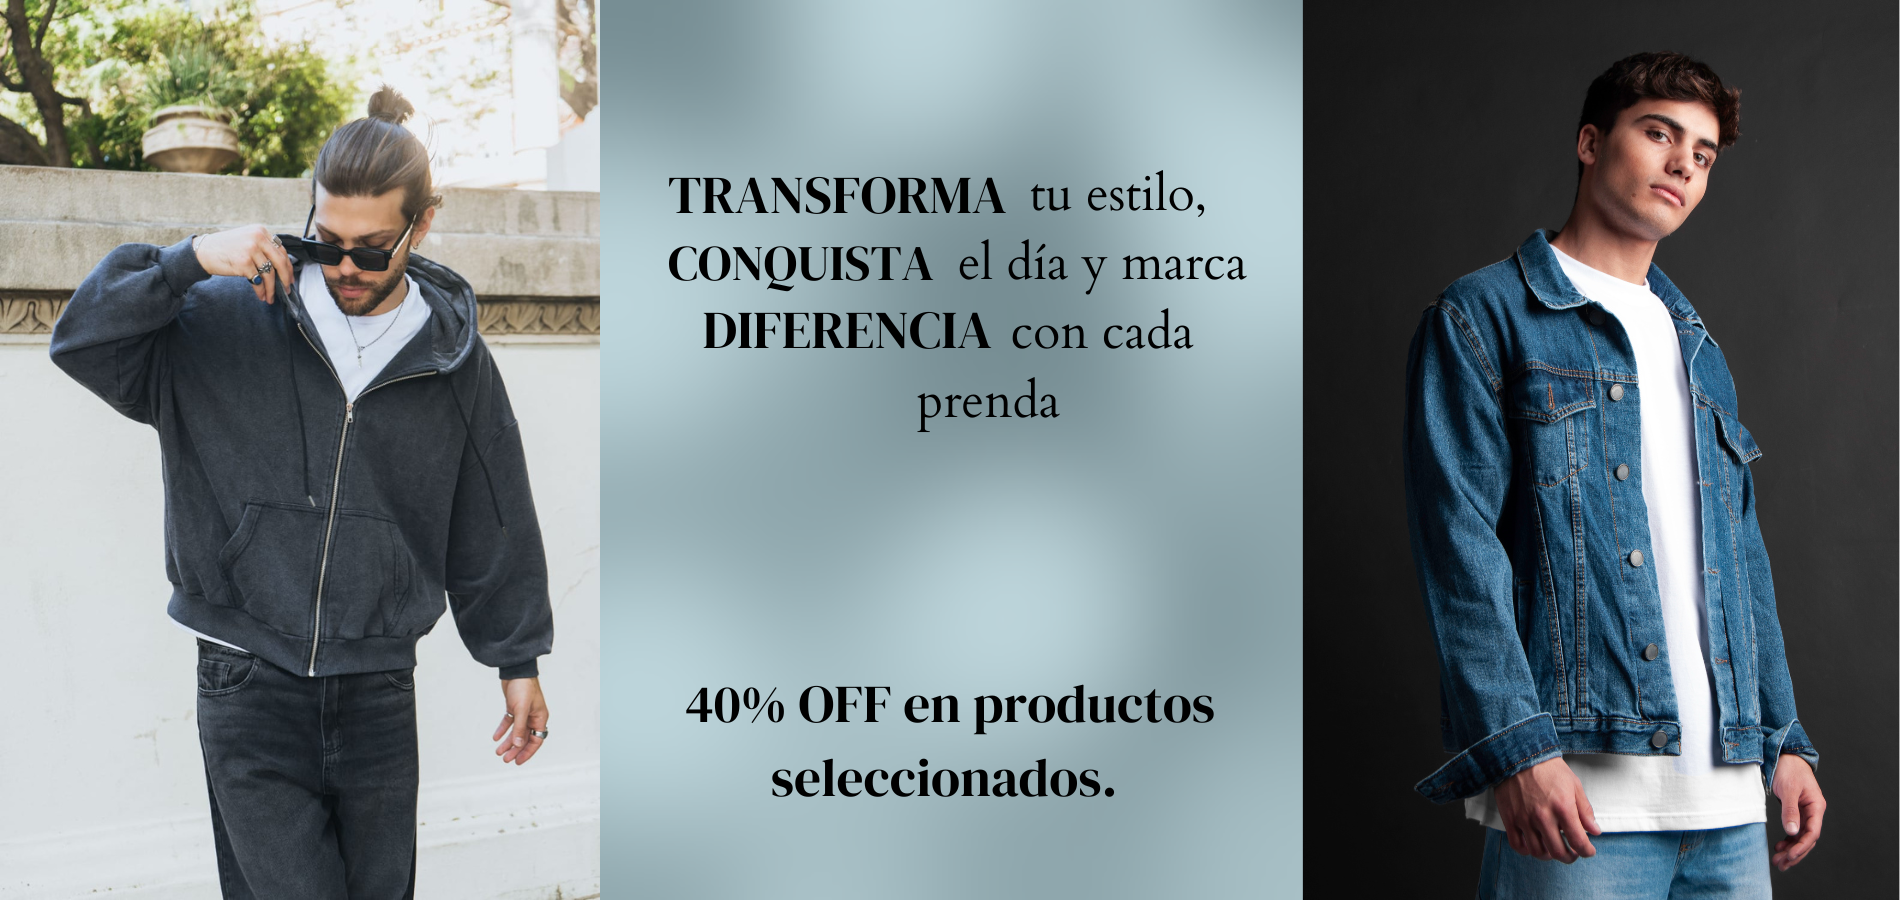 TRANSFORMA tu estilo,
CONQUISTA el día y marca
DIFERENCIA con cada
prenda
40% OFF en productos
seleccionados.